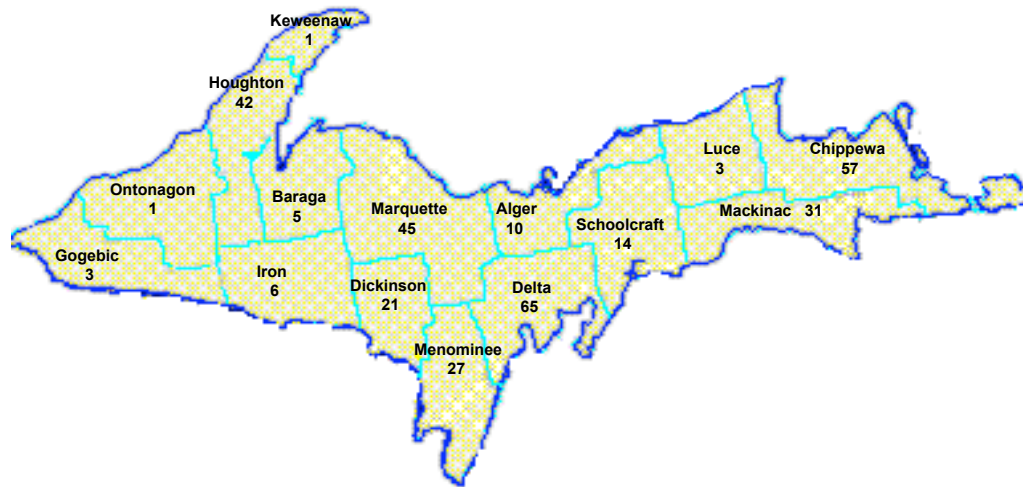 Keweenaw
1
Houghton
42
Luce
3
Chippewa
57
Ontonagon
1
Baraga
5
Marquette
45
Alger
10
Schoolcraft
14
Mackinac 31
Gogebic
3
Iron
6
Dickinson
21
Delta
65
Menominee
27